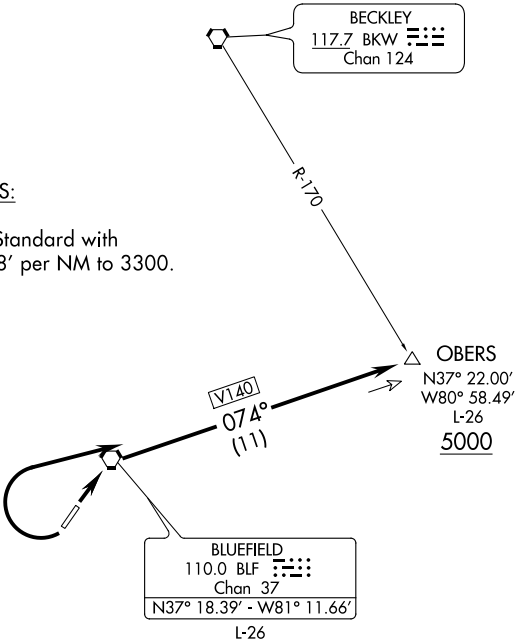 BECKLEY
117.7 BKW
Chan 124
R-170
S:
Standard with
8' per NM to 3300.
OBERS
N37° 22.00'
W80° 58.49'
L-26
5000
V140
074°
(11)
BLUEFIELD
110.0 BLF
Chan 37
N37° 18.39' - W81° 11.66'
L-26